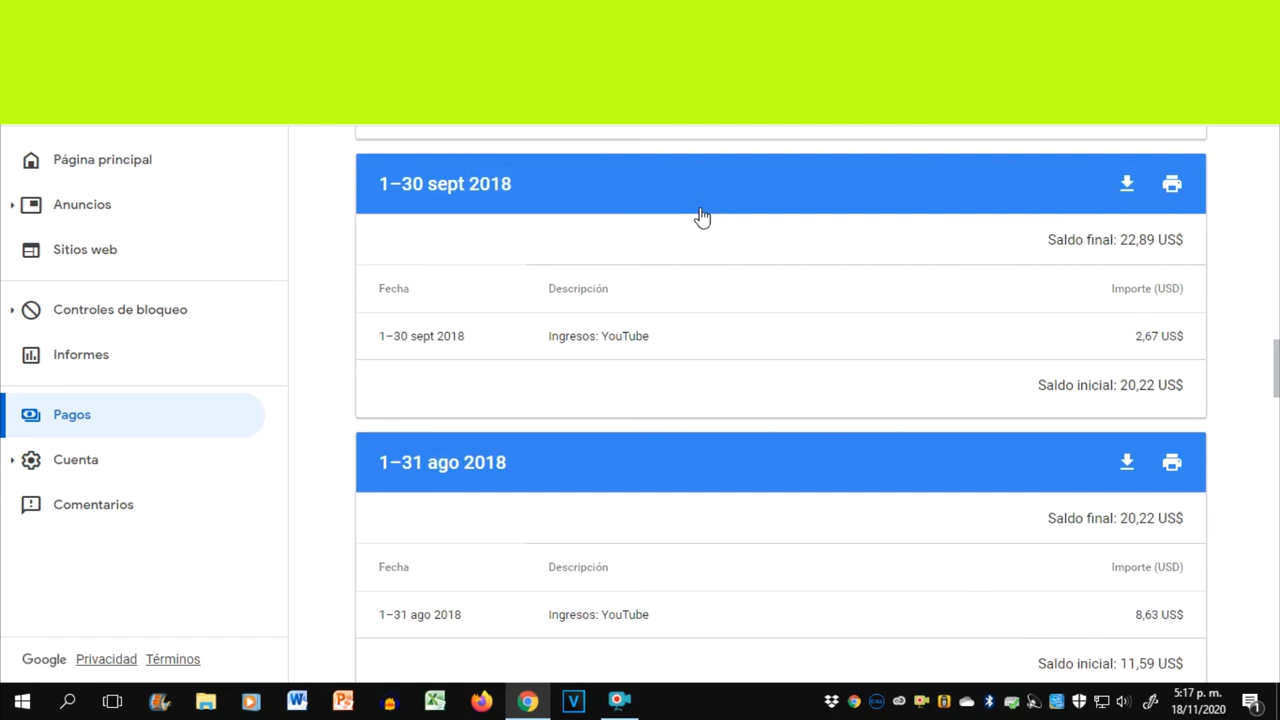 Página principal
Anuncios
Sitios web
Controles de bloqueo
Informes
Pagos
Cuenta
Comentarios
Google Privacidad Términos
1–30 sept 2018
Saldo final: 22,89 US$
Fecha Descripción Importe (USD)
1–30 sept 2018 Ingresos: YouTube 2,67 US$
Saldo inicial: 20,22 US$
1–31 ago 2018
Saldo final: 20,22 US$
Fecha Descripción Importe (USD)
1–31 ago 2018 Ingresos: YouTube 8,63 US$
Saldo inicial: 11,59 US$
5:17 p. m.
18/11/2020